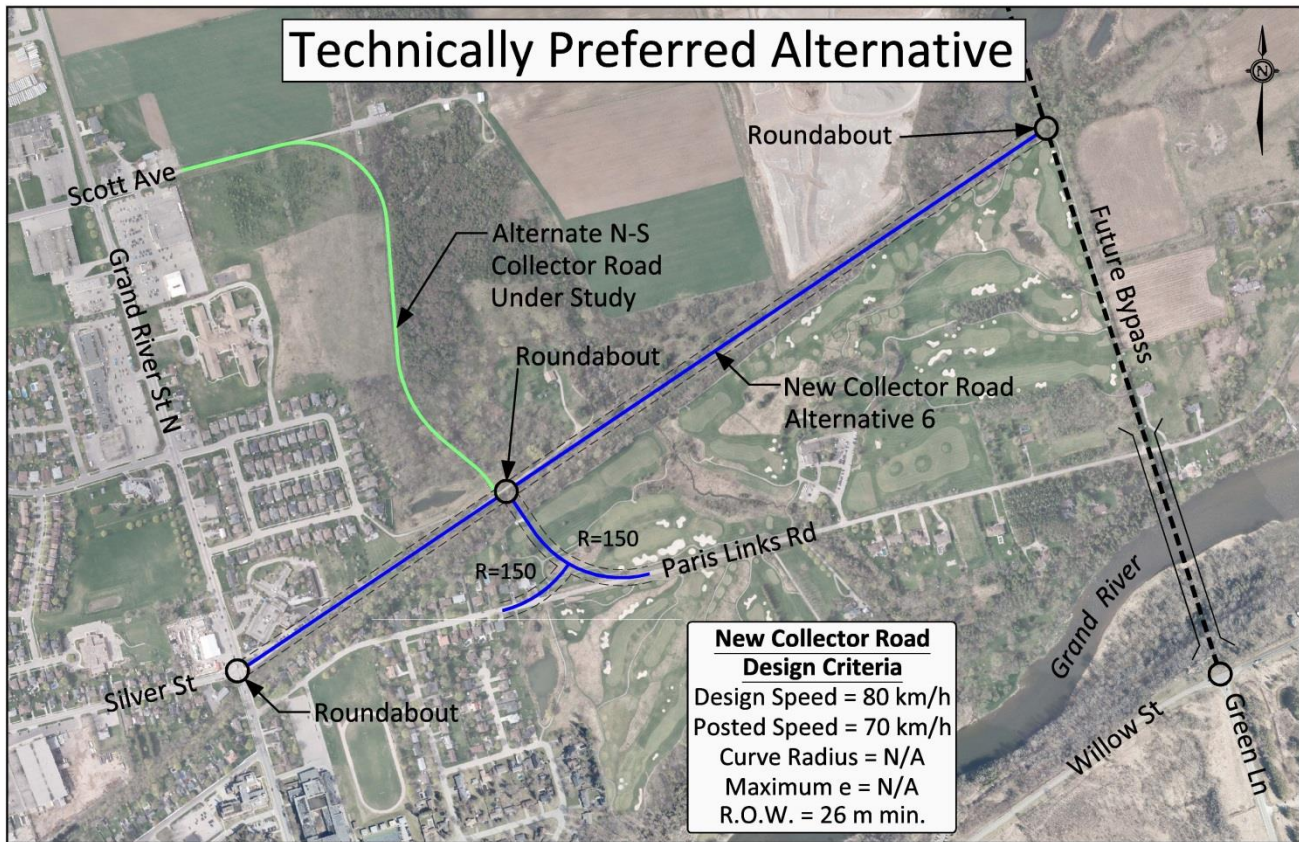 Technically Preferred Alternative
N
Roundabout
Scott Ave
Grand River St N
Alternate N-S
Collector Road
Under Study
Future Bypass
Roundabout
New Collector Road
Alternative 6
R=150
R=150
Paris Links Rd
Grand River
Silver St
Roundabout
Willow St
Green Ln
New Collector Road
Design Criteria
Design Speed = 80 km/h
Posted Speed = 70 km/h
Curve Radius = N/A
Maximum e = N/A
R.O.W. = 26 m min.